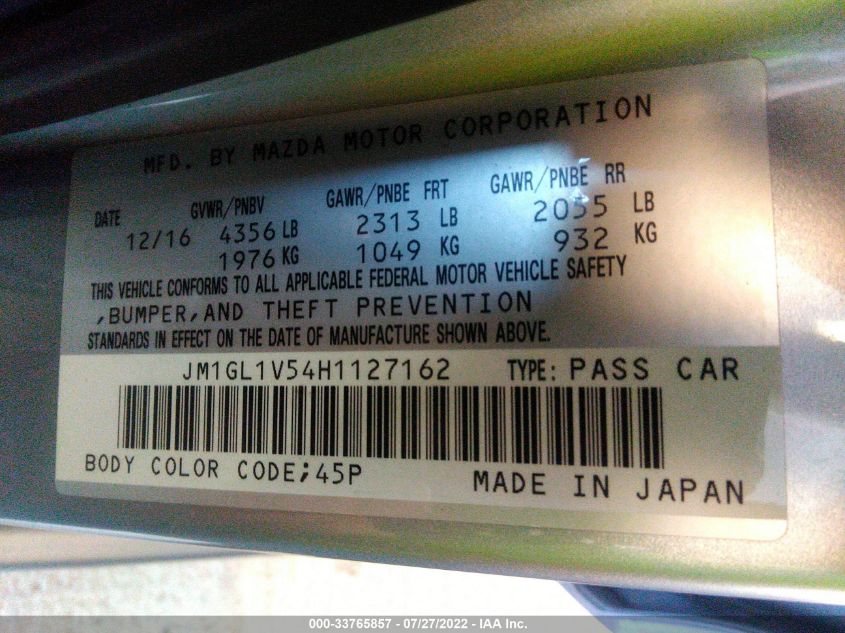 MFD. BY MAZDA MOTOR CORPORATION
DATE GVWR/PNBV GAWR/PNBE FRT GAWR/PNBE RR
12/16 4356 LB 2313 LB 2055 LB
1976 KG 1049 KG 932 KG
THIS VEHICLE CONFORMS TO ALL APPLICABLE FEDERAL MOTOR VEHICLE SAFETY
,BUMPER,AND THEFT PREVENTION
STANDARDS IN EFFECT ON THE DATE OF MANUFACTURE SHOWN ABOVE.
JM1GL1V54H1127162 TYPE: PASS CAR
BODY COLOR CODE;45P MADE IN JAPAN
000-33765857 - 07/27/2022 - IAA Inc.